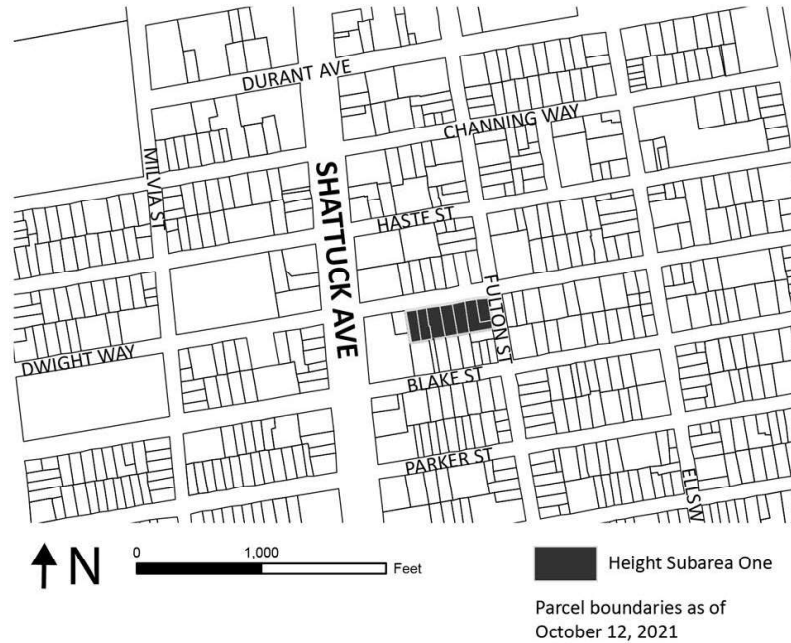 DURANT AVE
CHANNING WAY
MILVIA ST
SHATTUCK AVE
HASTE ST
FULTON ST
DWIGHT WAY
BLAKE ST
PARKER ST
ELLSW
N
0 1,000
Feet
Height Subarea One
Parcel boundaries as of
October 12, 2021